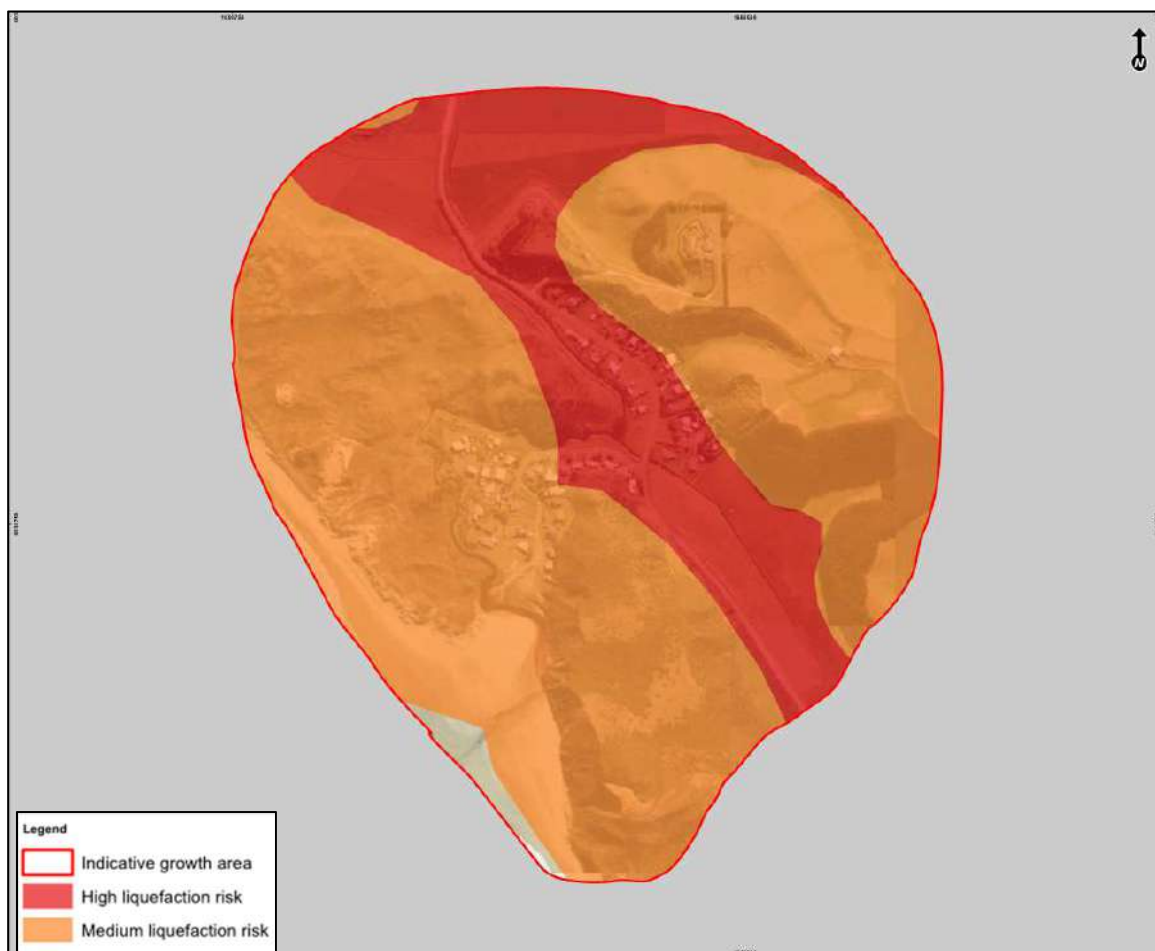 N
Legend
Indicative growth area
High liquefaction risk
Medium liquefaction risk